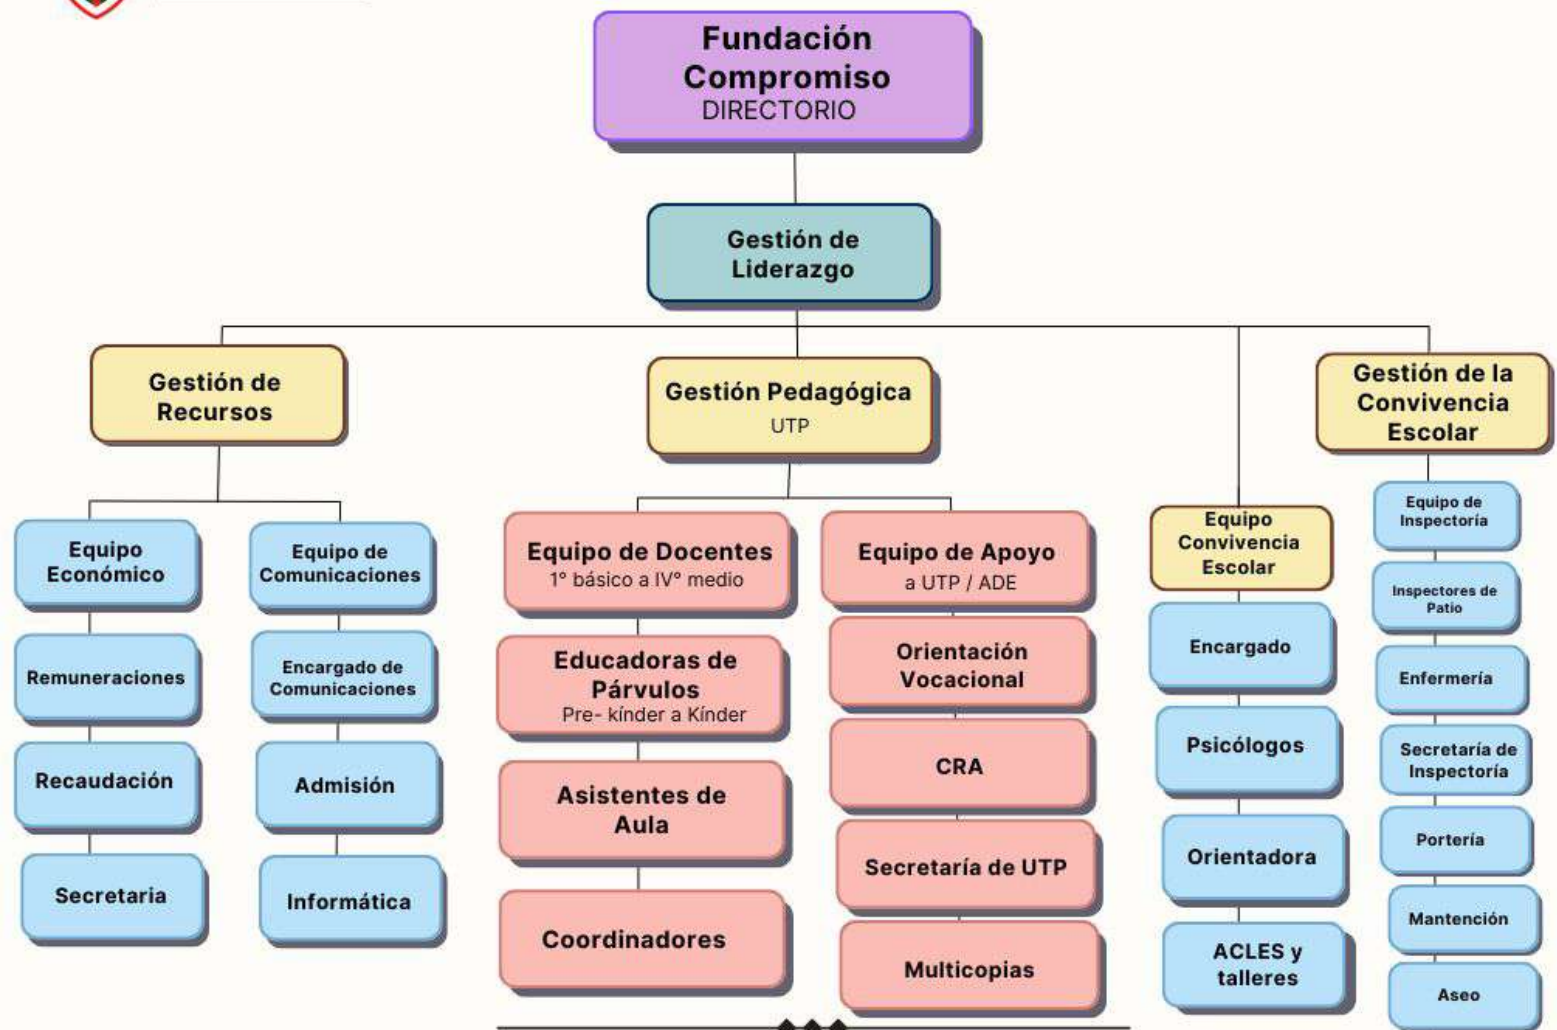 Fundación
Compromiso
DIRECTORIO
Gestión de
Liderazgo
Gestión de
Recursos
Gestión Pedagógica
UTP
Gestión de la
Convivencia
Escolar
Equipo
Económico
Remuneraciones
Recaudación
Secretaria
Equipo de
Comunicaciones
Encargado de
Comunicaciones
Admisión
Informática
Equipo de Docentes
1° básico a IV° medio
Educadoras de
Párvulos
Pre- kínder a Kínder
Asistentes de
Aula
Coordinadores
Equipo de Apoyo
a UTP / ADE
Orientación
Vocacional
CRA
Secretaría de UTP
Multicopias
Equipo
Convivencia
Escolar
Encargado
Psicólogos
Orientadora
ACLES y
talleres
Equipo de
Inspectoría
Inspectores de
Patio
Enfermería
Secretaría de
Inspectoría
Portería
Mantención
Aseo